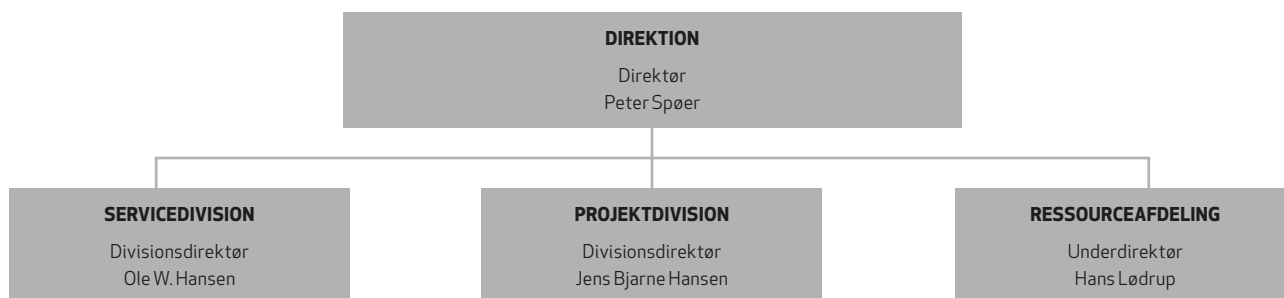 DIREKTION
Direktør
Peter Spøer
SERVICEDIVISION
Divisionsdirektør
Ole W. Hansen
PROJEKTDIVISION
Divisionsdirektør
Jens Bjarne Hansen
RESSOURCEAFDELING
Underdirektør
Hans Lødrup